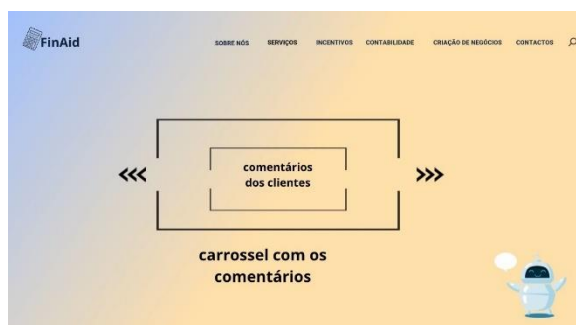 FinAid
SOBRE NÓS SERVIÇOS INCENTIVOS CONTABILIDADE CRIAÇÃO DE NEGÓCIOS CONTACTOS
comentários
dos clientes
carrossel com os
comentários